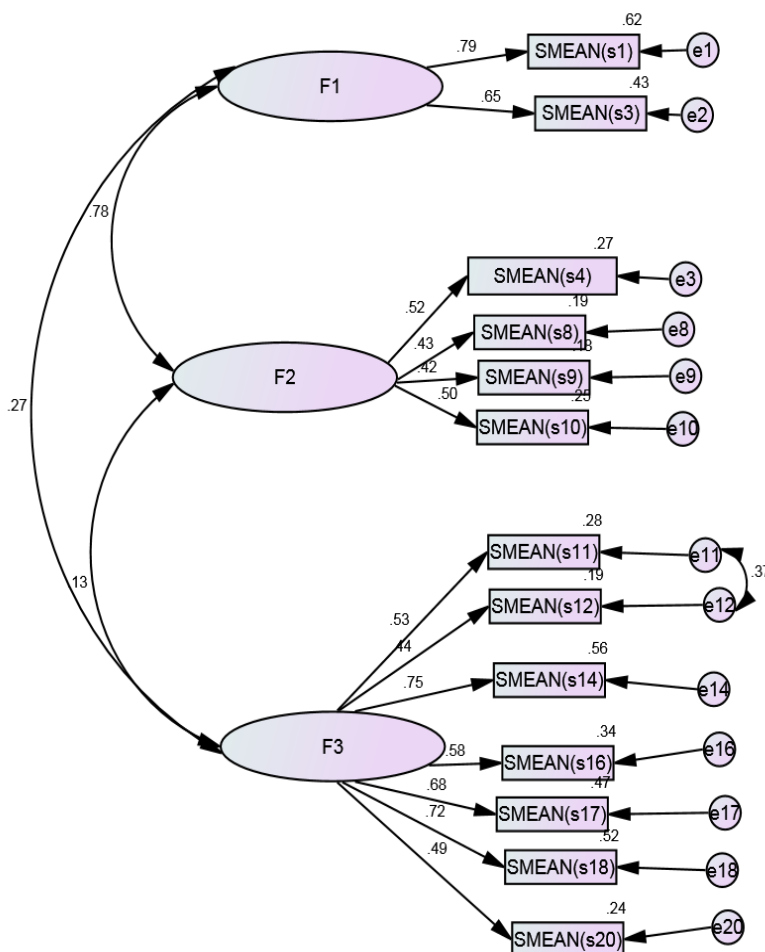 .62
.79
SMEAN(s1)
e1
F1
.43
.65
SMEAN(s3)
e2
.78
.27
SMEAN(s4)
e3
.52
.19
SMEAN(s8)
e8
.43
.18
.42
SMEAN(s9)
e9
F2
.50
.25
SMEAN(s10)
e10
.27
.28
SMEAN(s11)
e11
.37
.19
SMEAN(s12)
e12
.13
.53
.44
.56
.75
SMEAN(s14)
e14
F3
.34
.58
SMEAN(s16)
e16
.47
.68
SMEAN(s17)
e17
.72
.52
SMEAN(s18)
e18
.49
.24
SMEAN(s20)
e20